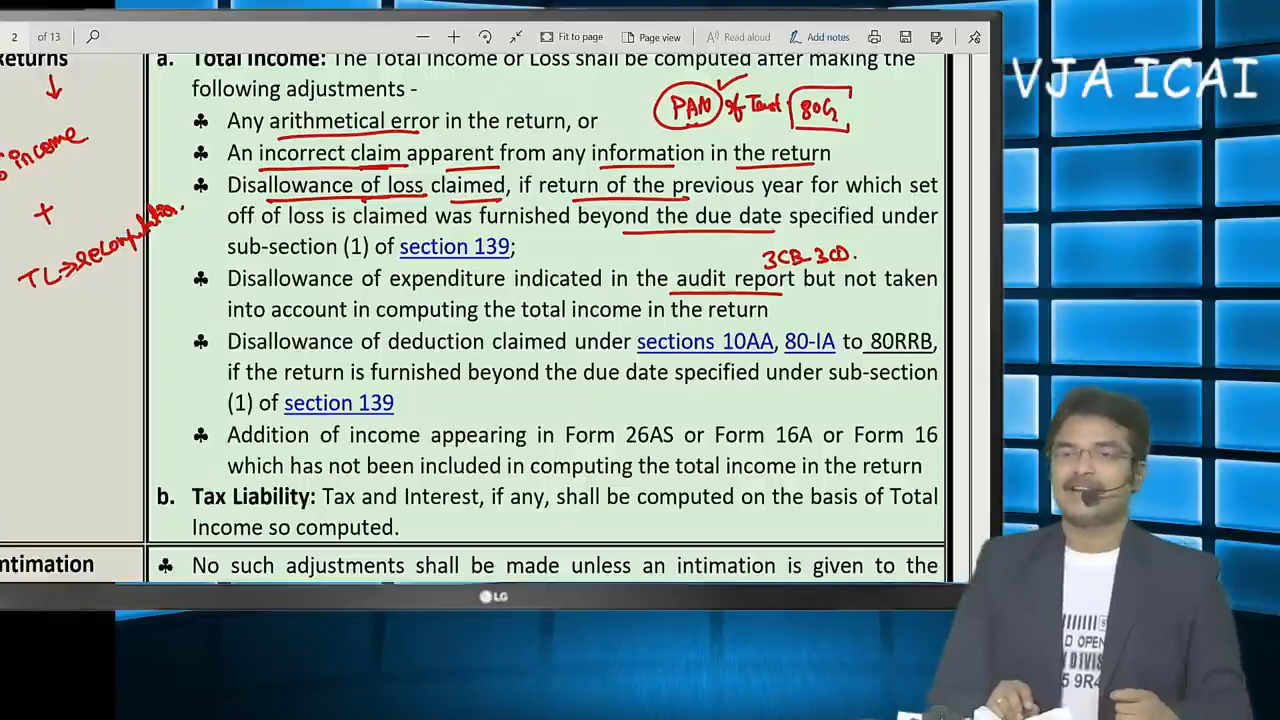 2 of 13 Fit to page Page view Read aloud Add notes
VJA ICAI
Returns
a. Total Income: The Total Income or Loss shall be computed after making the
following adjustments -
PAN of Trust 80G
♣ Any arithmetical error in the return, or
♣ An incorrect claim apparent from any information in the return
income
+
TL⇒recomputation.
♣ Disallowance of loss claimed, if return of the previous year for which set
off of loss is claimed was furnished beyond the due date specified under
sub-section (1) of section 139;
3CB-3CD.
♣ Disallowance of expenditure indicated in the audit report but not taken
into account in computing the total income in the return
♣ Disallowance of deduction claimed under sections 10AA, 80-IA to 80RRB,
if the return is furnished beyond the due date specified under sub-section
(1) of section 139
♣ Addition of income appearing in Form 26AS or Form 16A or Form 16
which has not been included in computing the total income in the return
b. Tax Liability: Tax and Interest, if any, shall be computed on the basis of Total
Income so computed.
ntimation
♣ No such adjustments shall be made unless an intimation is given to the
LG
D OPEN
5 9R4